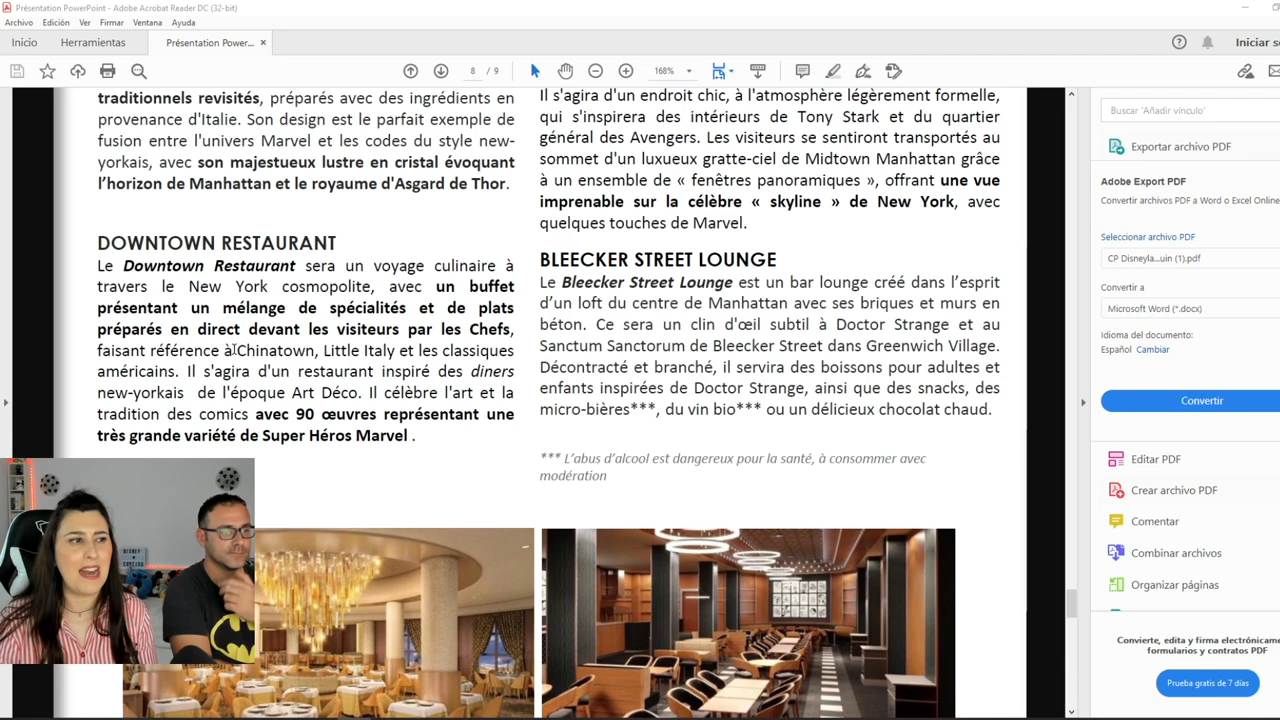 Présentation PowerPoint - Adobe Acrobat Reader DC (32-bit)
Archivo Edición Ver Firmar Ventana Ayuda
Inicio Herramientas Présentation Power... × Iniciar se
8 / 9 168%
traditionnels revisités, préparés avec des ingrédients en
provenance d'Italie. Son design est le parfait exemple de
fusion entre l'univers Marvel et les codes du style new-
yorkais, avec son majestueux lustre en cristal évoquant
l’horizon de Manhattan et le royaume d'Asgard de Thor.
DOWNTOWN RESTAURANT
Le Downtown Restaurant sera un voyage culinaire à
travers le New York cosmopolite, avec un buffet
présentant un mélange de spécialités et de plats
préparés en direct devant les visiteurs par les Chefs,
faisant référence à Chinatown, Little Italy et les classiques
américains. Il s'agira d'un restaurant inspiré des diners
new-yorkais de l'époque Art Déco. Il célèbre l'art et la
tradition des comics avec 90 œuvres représentant une
très grande variété de Super Héros Marvel .
Il s'agira d'un endroit chic, à l'atmosphère légèrement formelle,
qui s'inspirera des intérieurs de Tony Stark et du quartier
général des Avengers. Les visiteurs se sentiront transportés au
sommet d'un luxueux gratte-ciel de Midtown Manhattan grâce
à un ensemble de « fenêtres panoramiques », offrant une vue
imprenable sur la célèbre « skyline » de New York, avec
quelques touches de Marvel.
BLEECKER STREET LOUNGE
Le Bleecker Street Lounge est un bar lounge créé dans l’esprit
d’un loft du centre de Manhattan avec ses briques et murs en
béton. Ce sera un clin d'œil subtil à Doctor Strange et au
Sanctum Sanctorum de Bleecker Street dans Greenwich Village.
Décontracté et branché, il servira des boissons pour adultes et
enfants inspirées de Doctor Strange, ainsi que des snacks, des
micro-bières***, du vin bio*** ou un délicieux chocolat chaud.
*** L’abus d’alcool est dangereux pour la santé, à consommer avec
modération
Buscar 'Añadir vínculo'
Exportar archivo PDF
Adobe Export PDF
Convertir archivos PDF a Word o Excel Online
Seleccionar archivo PDF
CP Disneyla...uin (1).pdf
Convertir a
Microsoft Word (*.docx)
Idioma del documento:
Español Cambiar
Convertir
Editar PDF
Crear archivo PDF
Comentar
Combinar archivos
Organizar páginas
Convierte, edita y firma electrónicame
formularios y contratos PDF
Prueba gratis de 7 días